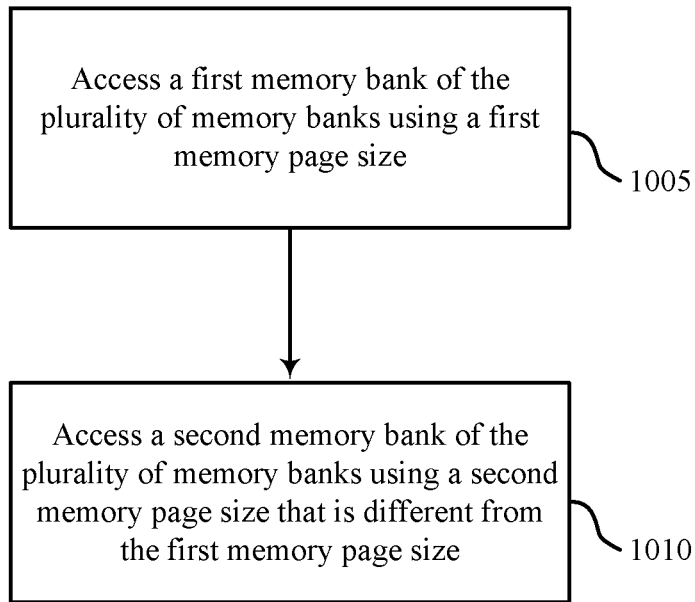 Access a first memory bank of the
plurality of memory banks using a first
memory page size
1005
Access a second memory bank of the
plurality of memory banks using a second
memory page size that is different from
the first memory page size
1010